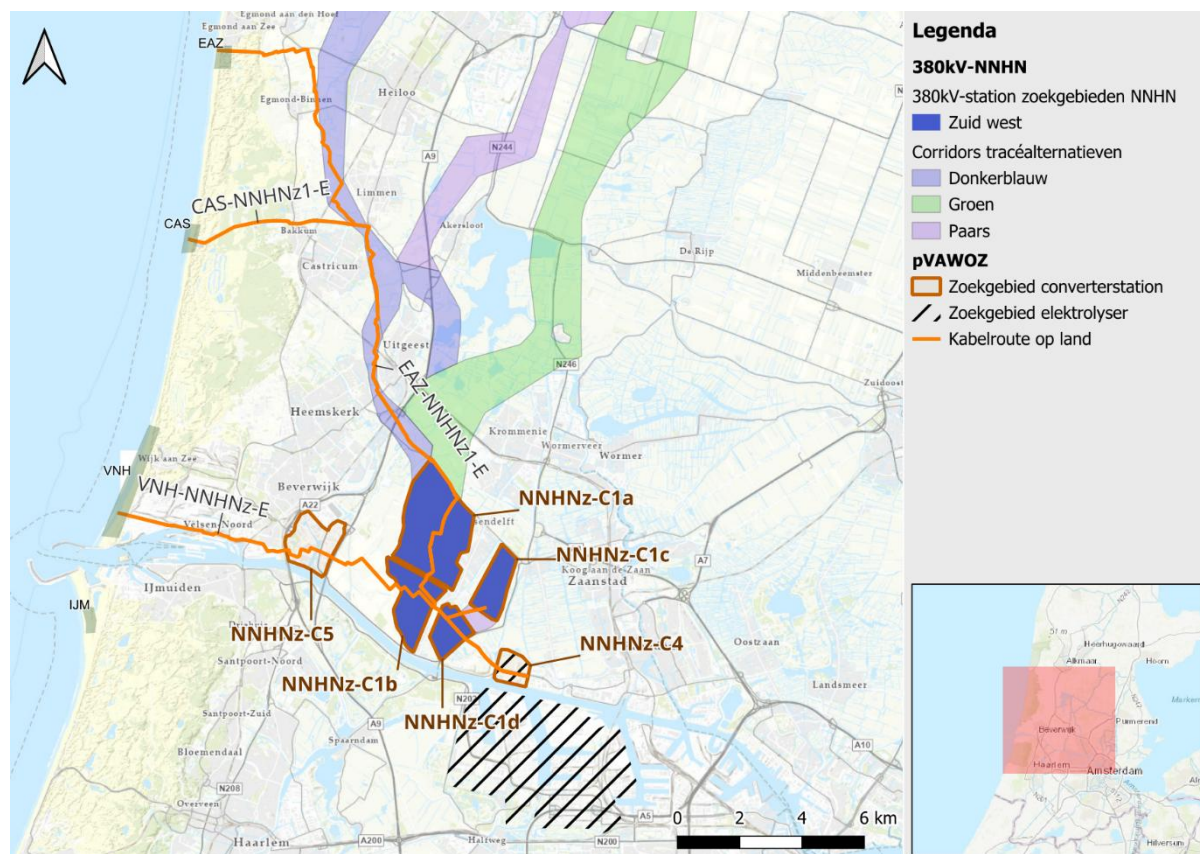 Egmond aan den Hoef
Egmond aan Zee
EAZ
Egmond-Binnen
Heiloo
A9
N244
CAS-NNHNz1-E
Limmen
CAS
Bakkum
Akersloot
Castricum
De Rijp
Middenbeemster
Uitgeest
N246
EAZ-NNHNz1-E
Heemskerk
Krommenie
Wormerveer
Wormer
Wijk aan Zee
VNH
VNH-NNHNz-E
Beverwijk
A22
Velsen-Noord
NNHNz-C1a
NNHNz-C1c
A7
Koog aan de Zaan
Zaanstad
IJmuiden
IJM
NNHNz-C5
NNHNz-C4
Oostzaan
Santpoort-Noord
NNHNz-C1b
Landsmeer
N202
NNHNz-C1d
Santpoort-Zuid
A9
Spaarndam
Bloemendaal
A10
N208
Overveen
Haarlem
A200
Halfweg
N200
A5
0 2 4 6 km
Legenda
380kV-NNHN
380kV-station zoekgebieden NNHN
Zuid west
Corridors tracéalternatieven
Donkerblauw
Groen
Paars
pVAWOZ
Zoekgebied converterstation
Zoekgebied elektrolyser
Kabelroute op land
Heerhugowaard
Alkmaar
Hoorn
Beverwijk
Purmerend
Haarlem
Amsterdam
Hilversum